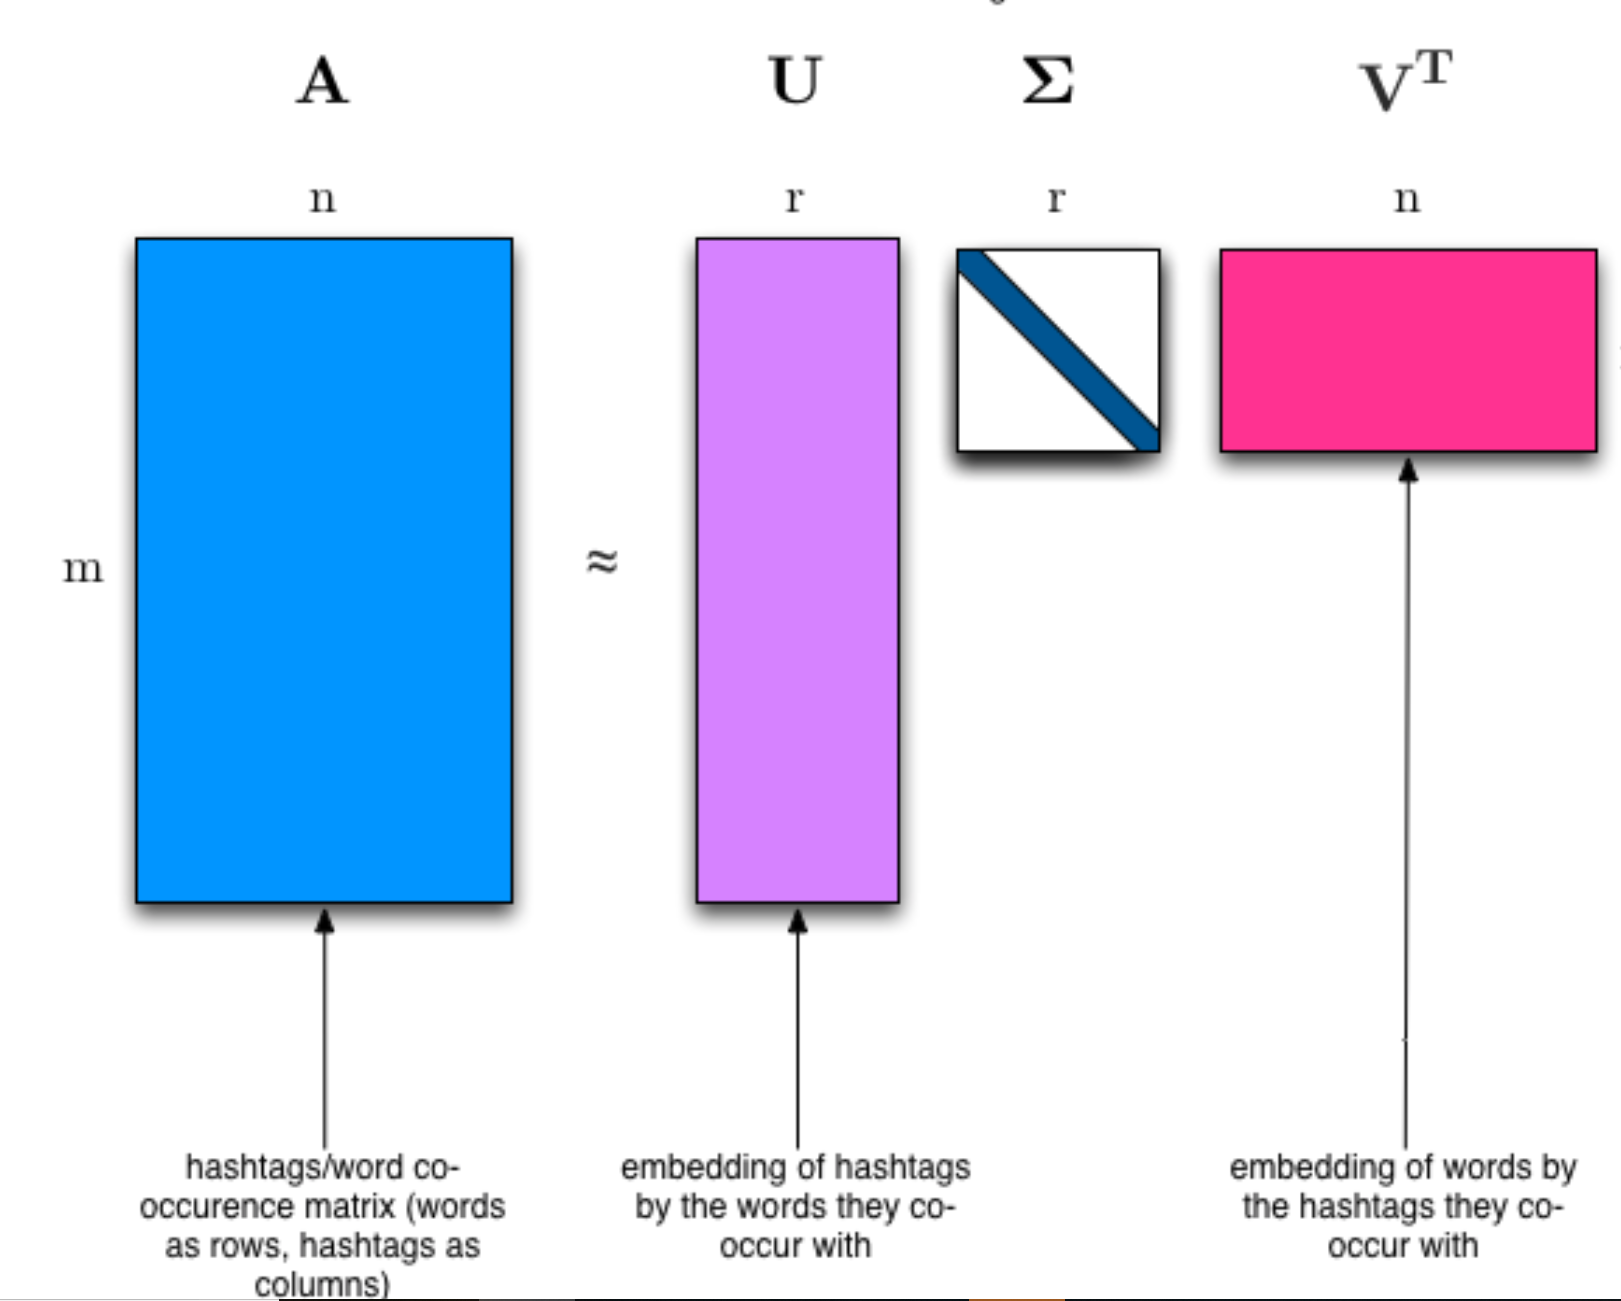 A
U
Σ
V^T
n
r
r
n
m
≈
hashtags/word co-
occurence matrix (words
as rows, hashtags as
columns)
embedding of hashtags
by the words they co-
occur with
embedding of words by
the hashtags they co-
occur with